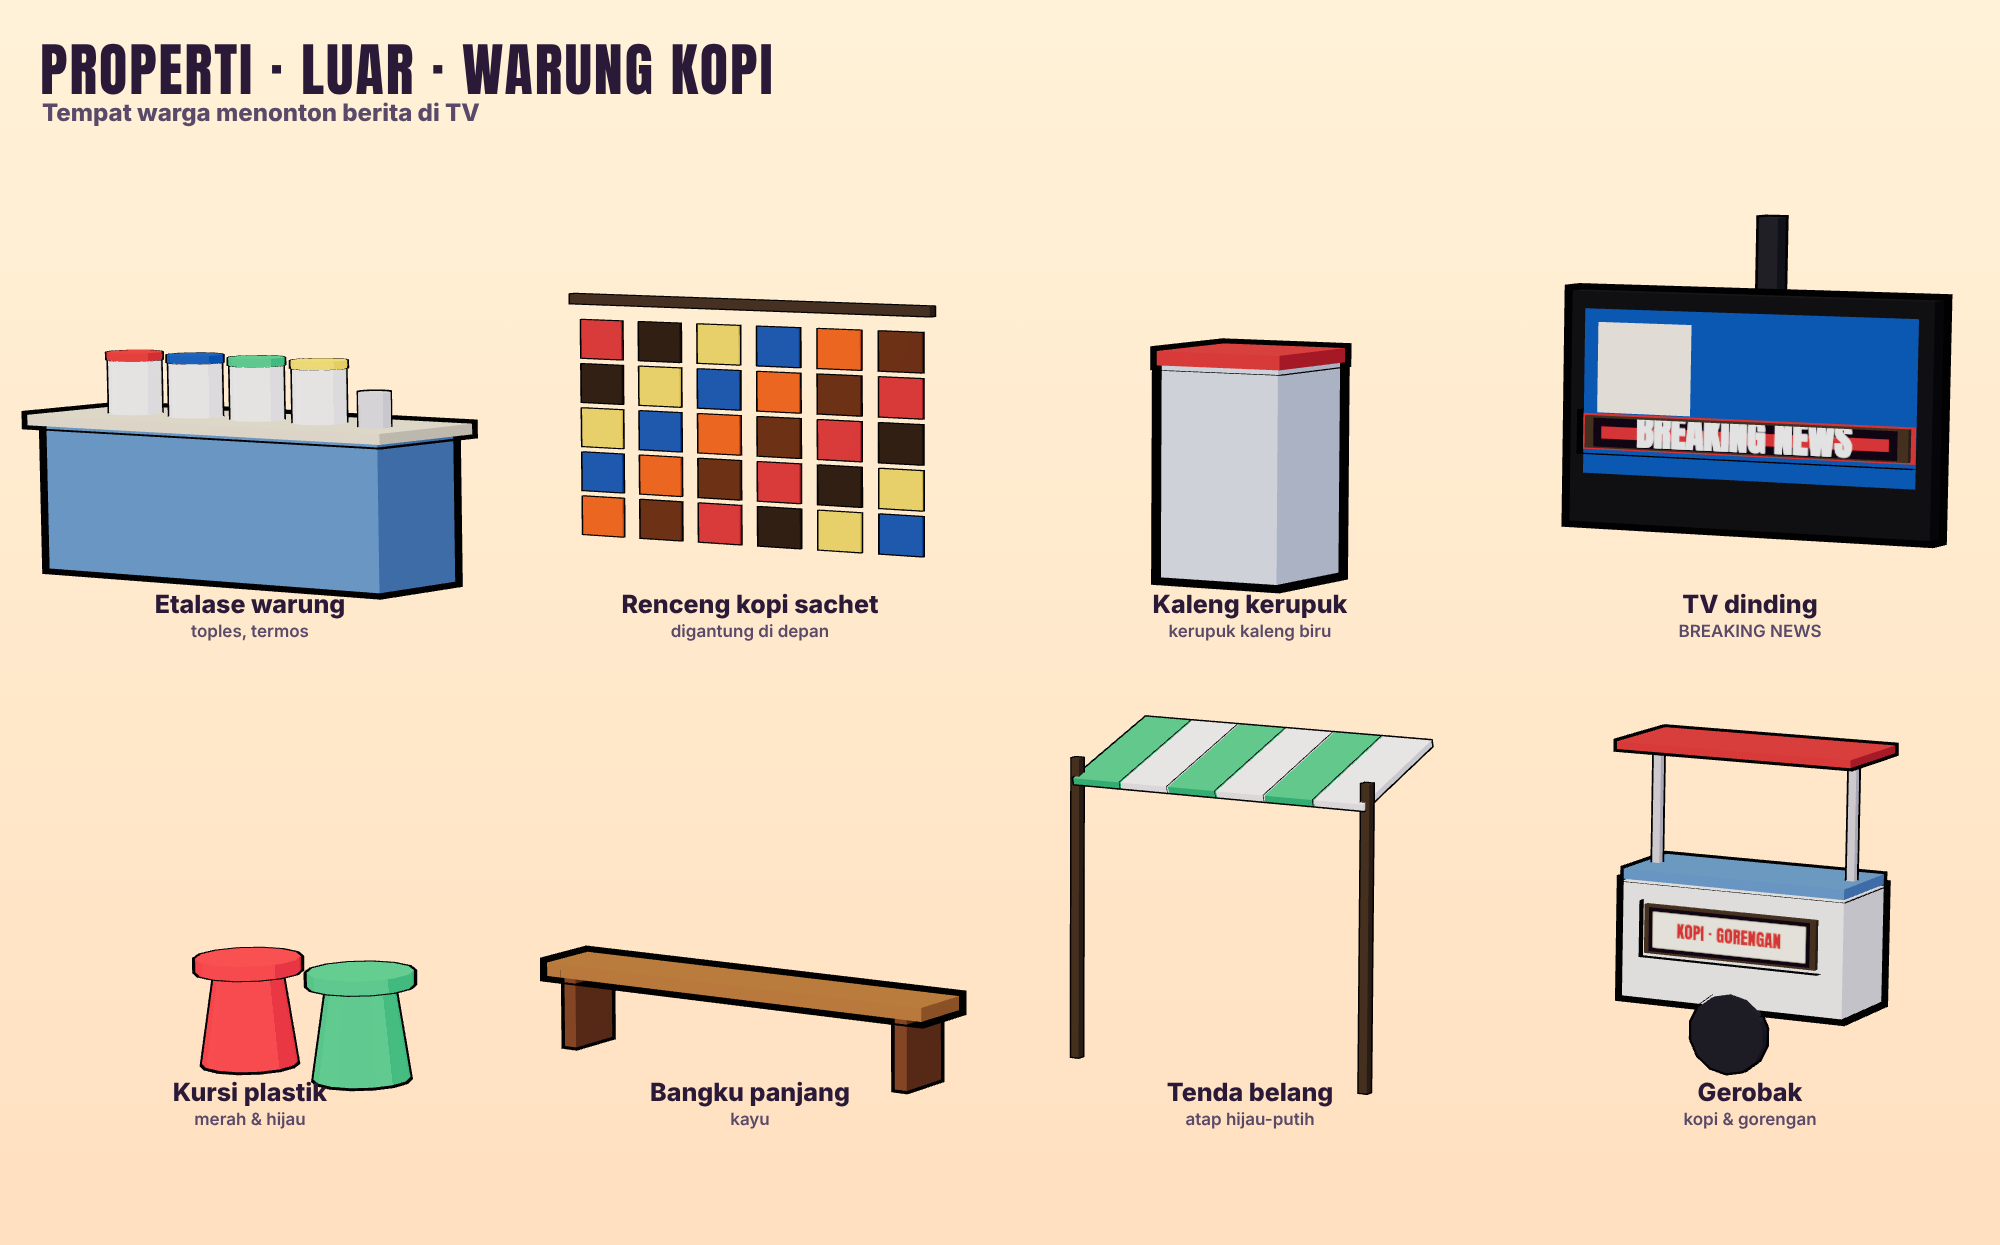 PROPERTI · LUAR · WARUNG KOPI
Tempat warga menonton berita di TV
BREAKING NEWS
Etalase warung
toples, termos
Renceng kopi sachet
digantung di depan
Kaleng kerupuk
kerupuk kaleng biru
TV dinding
BREAKING NEWS
KOPI · GORENGAN
Kursi plastik
merah & hijau
Bangku panjang
kayu
Tenda belang
atap hijau-putih
Gerobak
kopi & gorengan